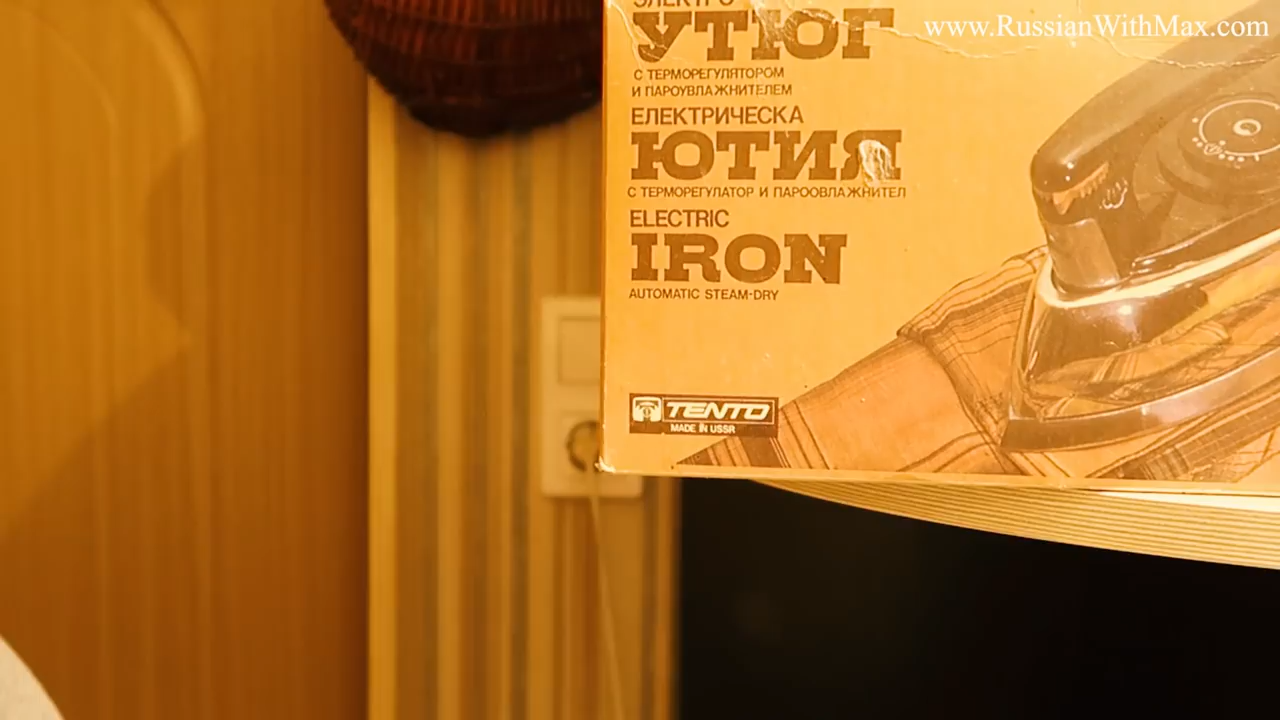 www.RussianWithMax.com
ЭЛЕКТРО
УТЮГ
С ТЕРМОРЕГУЛЯТОРОМ
И ПАРОУВЛАЖНИТЕЛЕМ
ЕЛЕКТРИЧЕСКА
ЮТИЯ
С ТЕРМОРЕГУЛАТОР И ПАРООВЛАЖНИТЕЛ
ELECTRIC
IRON
AUTOMATIC STEAM-DRY
TENTO
MADE IN USSR